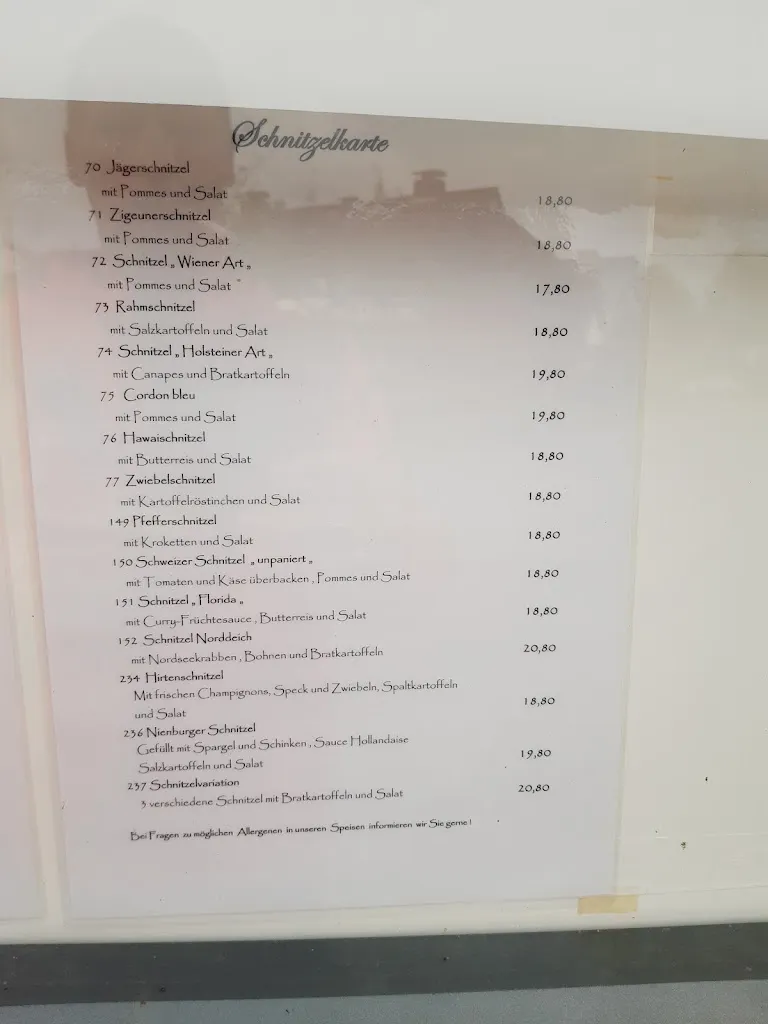 Schnitzelkarte
70 Jägerschnitzel
mit Pommes und Salat 18,80
71 Zigeunerschnitzel
mit Pommes und Salat 18,80
72 Schnitzel „ Wiener Art „
mit Pommes und Salat " 17,80
73 Rahmschnitzel
mit Salzkartoffeln und Salat 18,80
74 Schnitzel „ Holsteiner Art „
mit Canapes und Bratkartoffeln 19,80
75 Cordon bleu
mit Pommes und Salat 19,80
76 Hawaischnitzel
mit Butterreis und Salat 18,80
77 Zwiebelschnitzel
mit Kartoffelröstinchen und Salat 18,80
149 Pfefferschnitzel
mit Kroketten und Salat 18,80
150 Schweizer Schnitzel „ unpaniert „
mit Tomaten und Käse überbacken , Pommes und Salat 18,80
151 Schnitzel „ Florida „
mit Curry-Früchtesauce , Butterreis und Salat 18,80
152 Schnitzel Norddeich
mit Nordseekrabben , Bohnen und Bratkartoffeln 20,80
234 Hirtenschnitzel
Mit frischen Champignons, Speck und Zwiebeln, Spaltkartoffeln
und Salat 18,80
236 Nienburger Schnitzel
Gefüllt mit Spargel und Schinken , Sauce Hollandaise
Salzkartoffeln und Salat 19,80
237 Schnitzelvariation
3 verschiedene Schnitzel mit Bratkartoffeln und Salat 20,80
Bei Fragen zu möglichen Allergenen in unseren Speisen informieren wir Sie gerne !